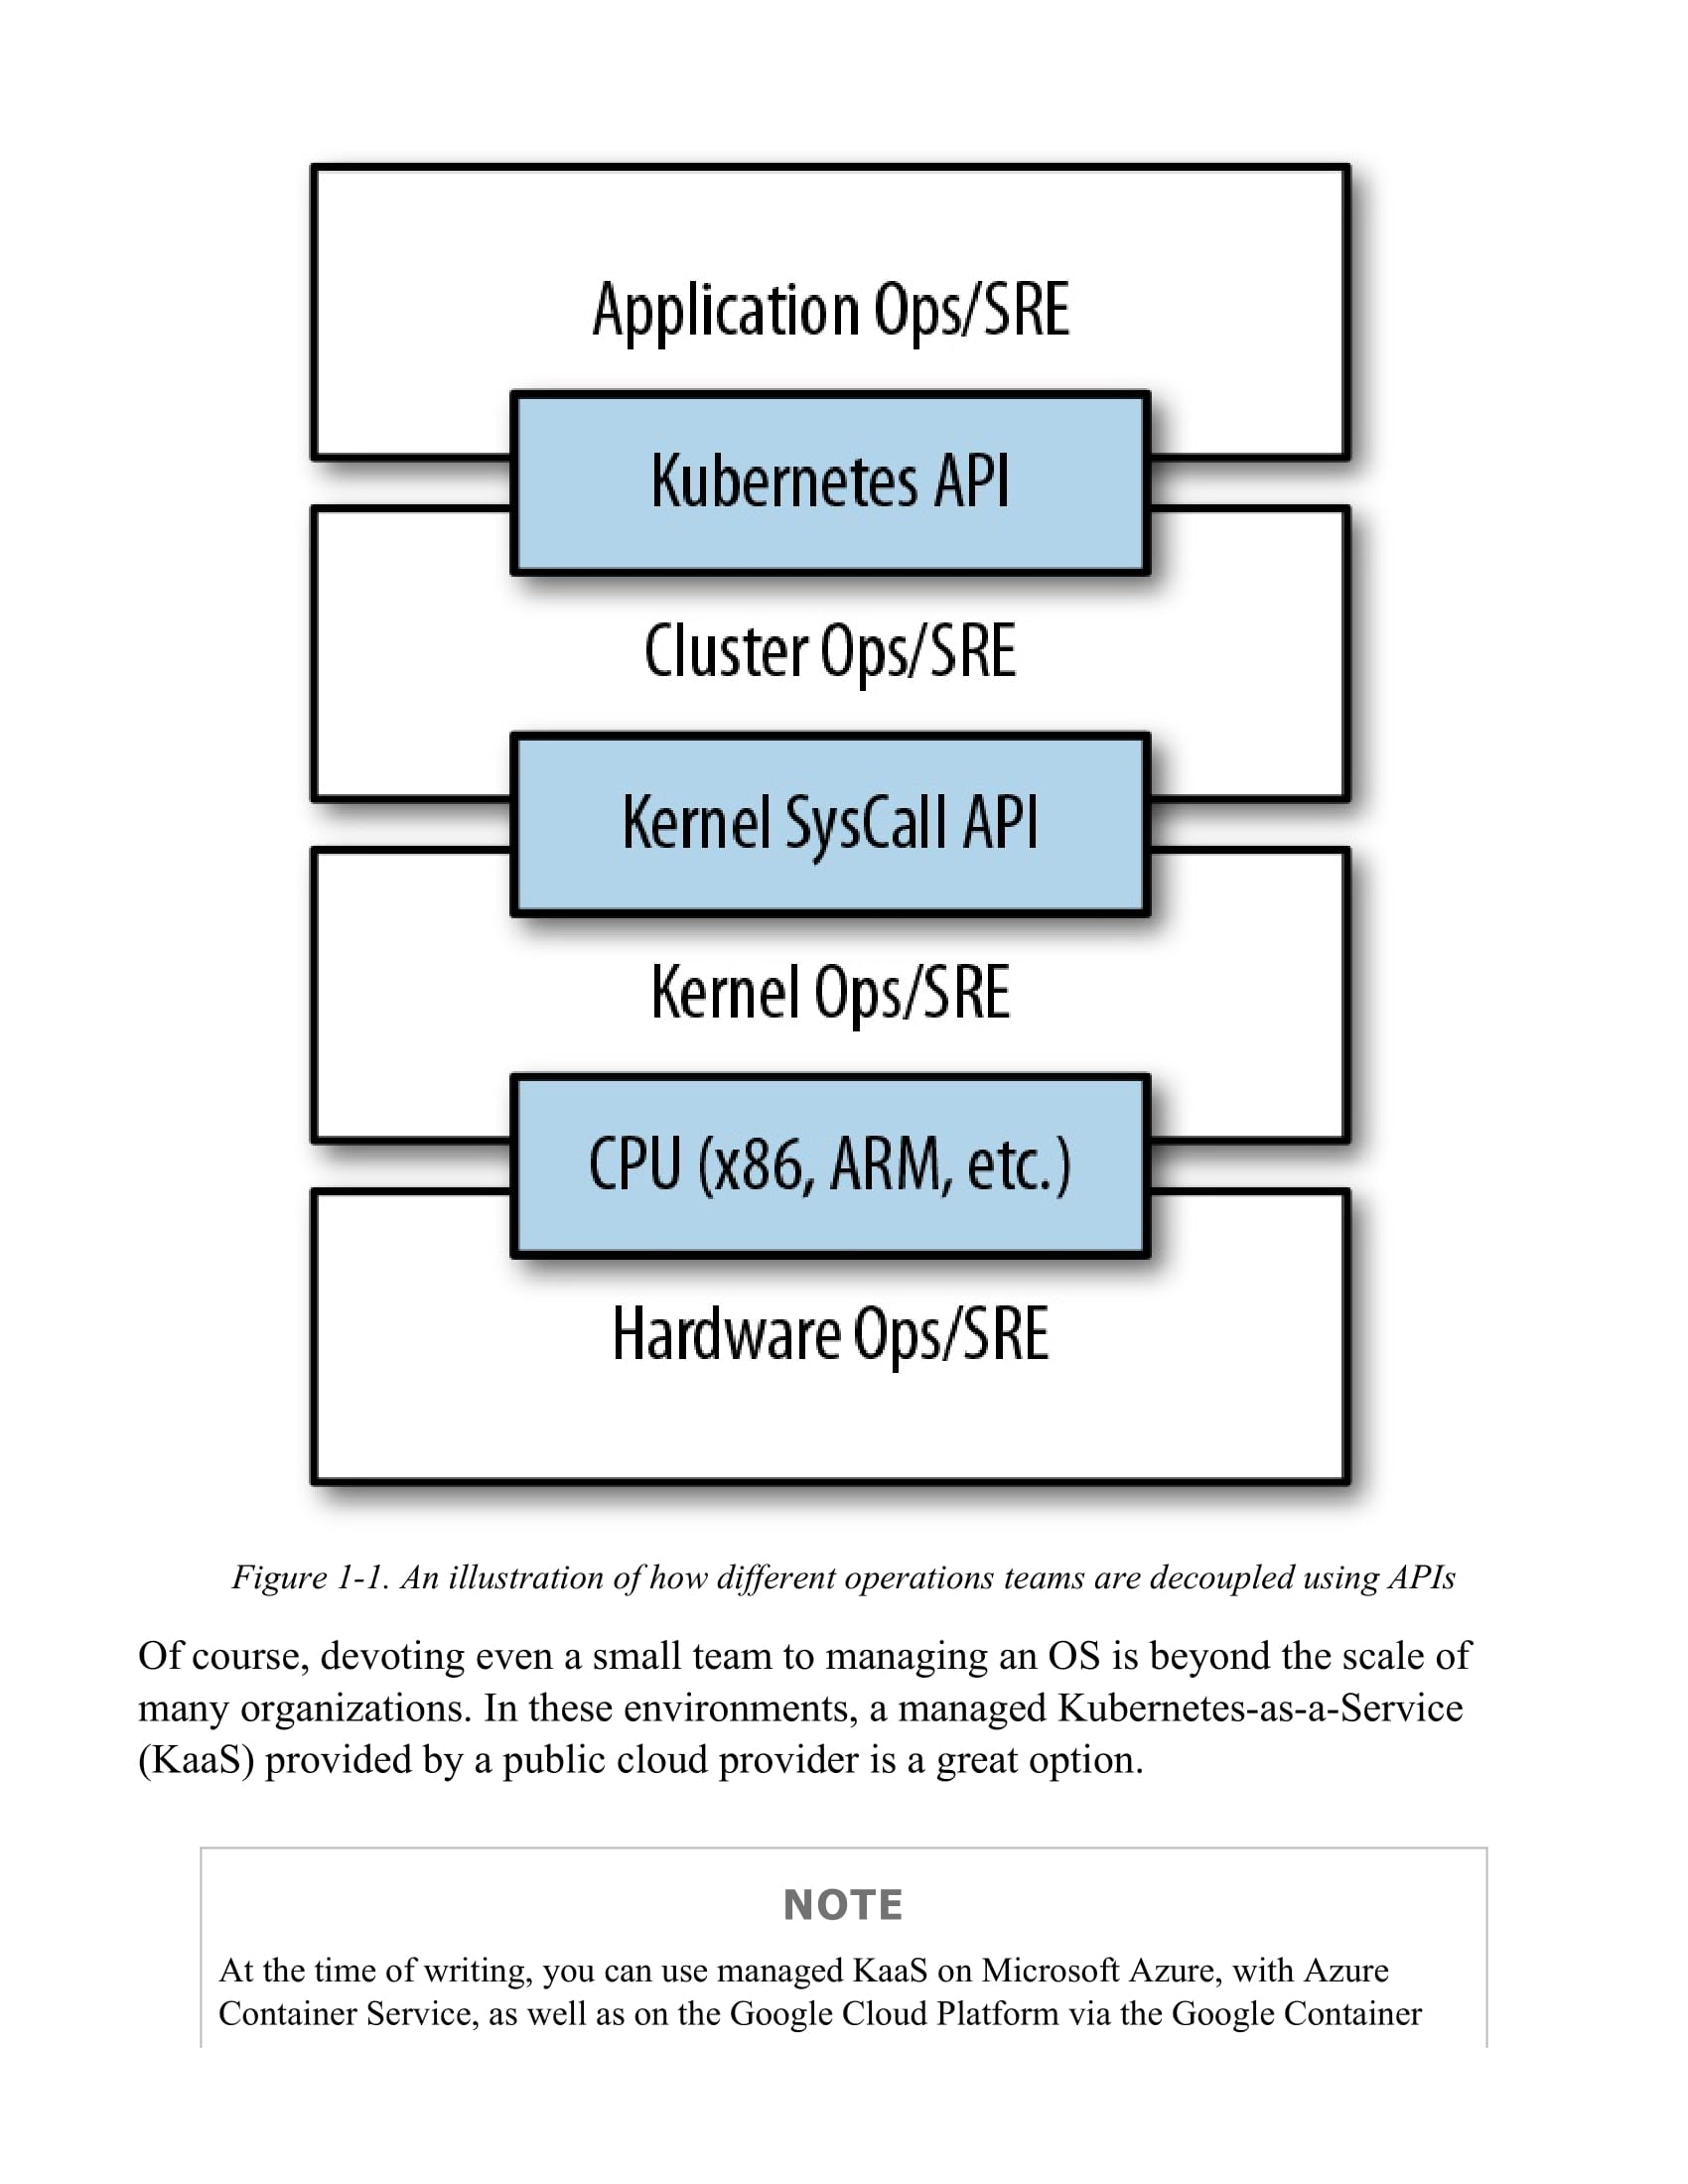 Application Ops/SRE
Kubernetes API
Cluster Ops/SRE
Kernel SysCall API
Kernel Ops/SRE
CPU (x86, ARM, etc.)
Hardware Ops/SRE
Figure 1-1. An illustration of how different operations teams are decoupled using APIs
Of course, devoting even a small team to managing an OS is beyond the scale of
many organizations. In these environments, a managed Kubernetes-as-a-Service
(KaaS) provided by a public cloud provider is a great option.
NOTE
At the time of writing, you can use managed KaaS on Microsoft Azure, with Azure
Container Service, as well as on the Google Cloud Platform via the Google Container